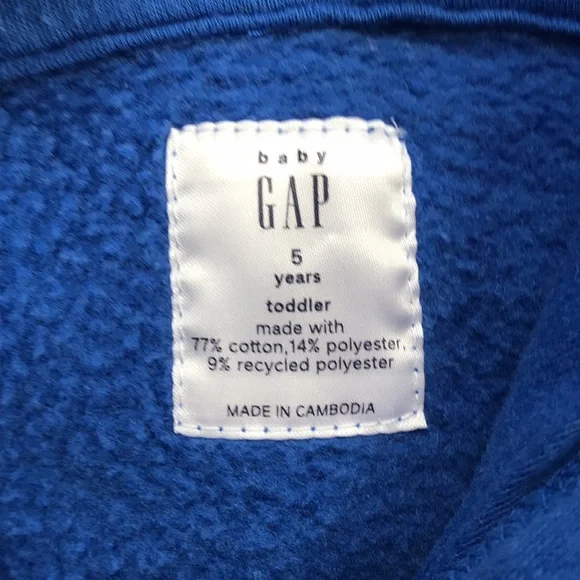 baby
GAP
5
years
toddler
made with
77% cotton,14% polyester,
9% recycled polyester
MADE IN CAMBODIA